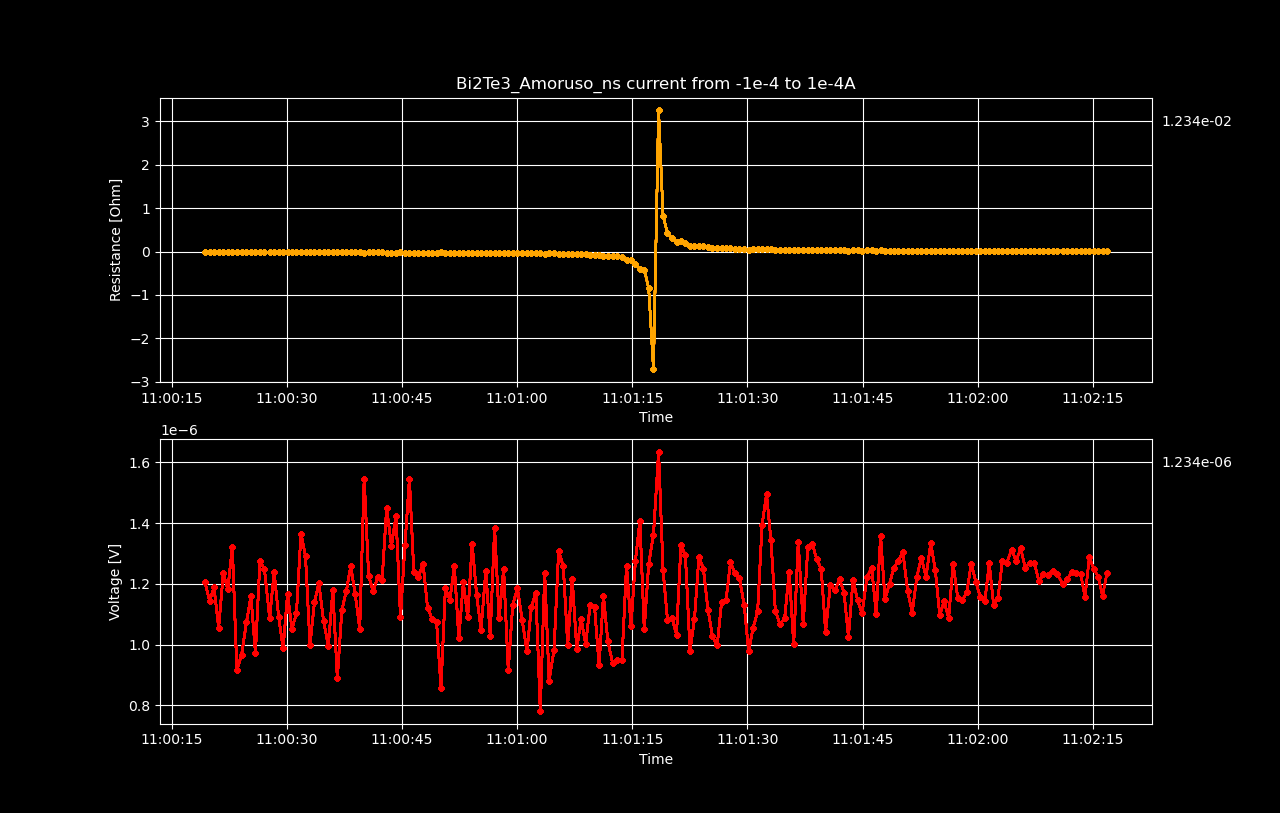 Bi2Te3_Amoruso_ns current from -1e-4 to 1e-4A
3
2
1
0
−1
−2
−3
Resistance [Ohm]
1.234e-02
11:00:15 11:00:30 11:00:45 11:01:00 11:01:15 11:01:30 11:01:45 11:02:00 11:02:15
Time
1e−6
1.6
1.4
1.2
1.0
0.8
Voltage [V]
1.234e-06
11:00:15 11:00:30 11:00:45 11:01:00 11:01:15 11:01:30 11:01:45 11:02:00 11:02:15
Time